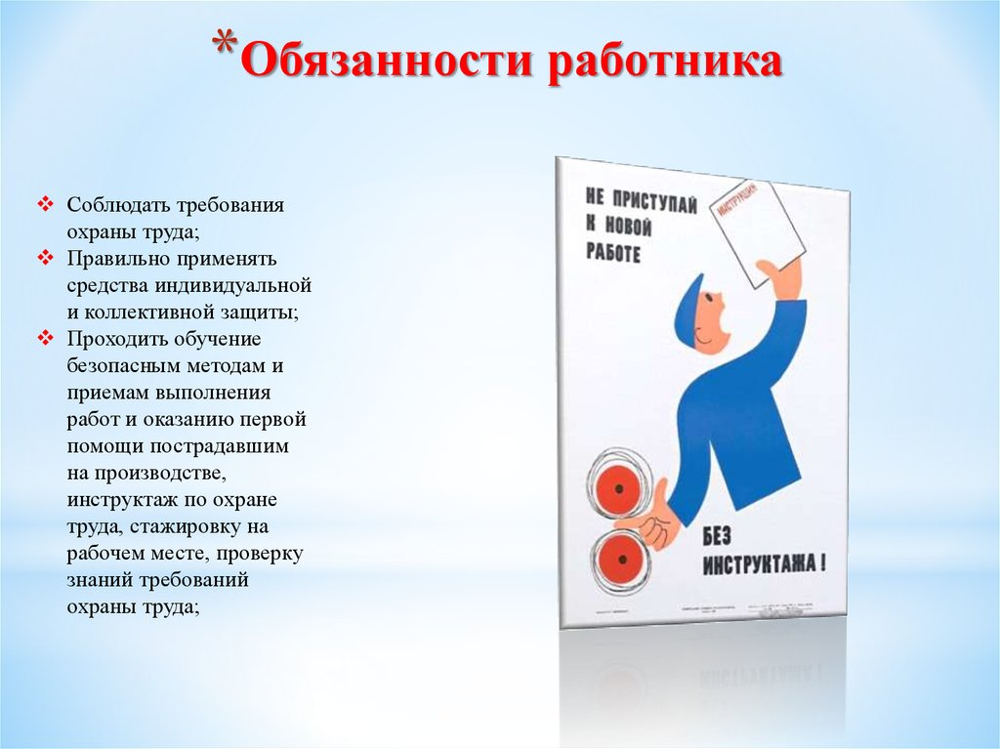 *Обязанности работника
❖ Соблюдать требования
охраны труда;
❖ Правильно применять
средства индивидуальной
и коллективной защиты;
❖ Проходить обучение
безопасным методам и
приемам выполнения
работ и оказанию первой
помощи пострадавшим
на производстве,
инструктаж по охране
труда, стажировку на
рабочем месте, проверку
знаний требований
охраны труда;
НЕ ПРИСТУПАЙ
К НОВОЙ
РАБОТЕ
ИНСТРУКЦИЯ
БЕЗ
ИНСТРУКТАЖА!